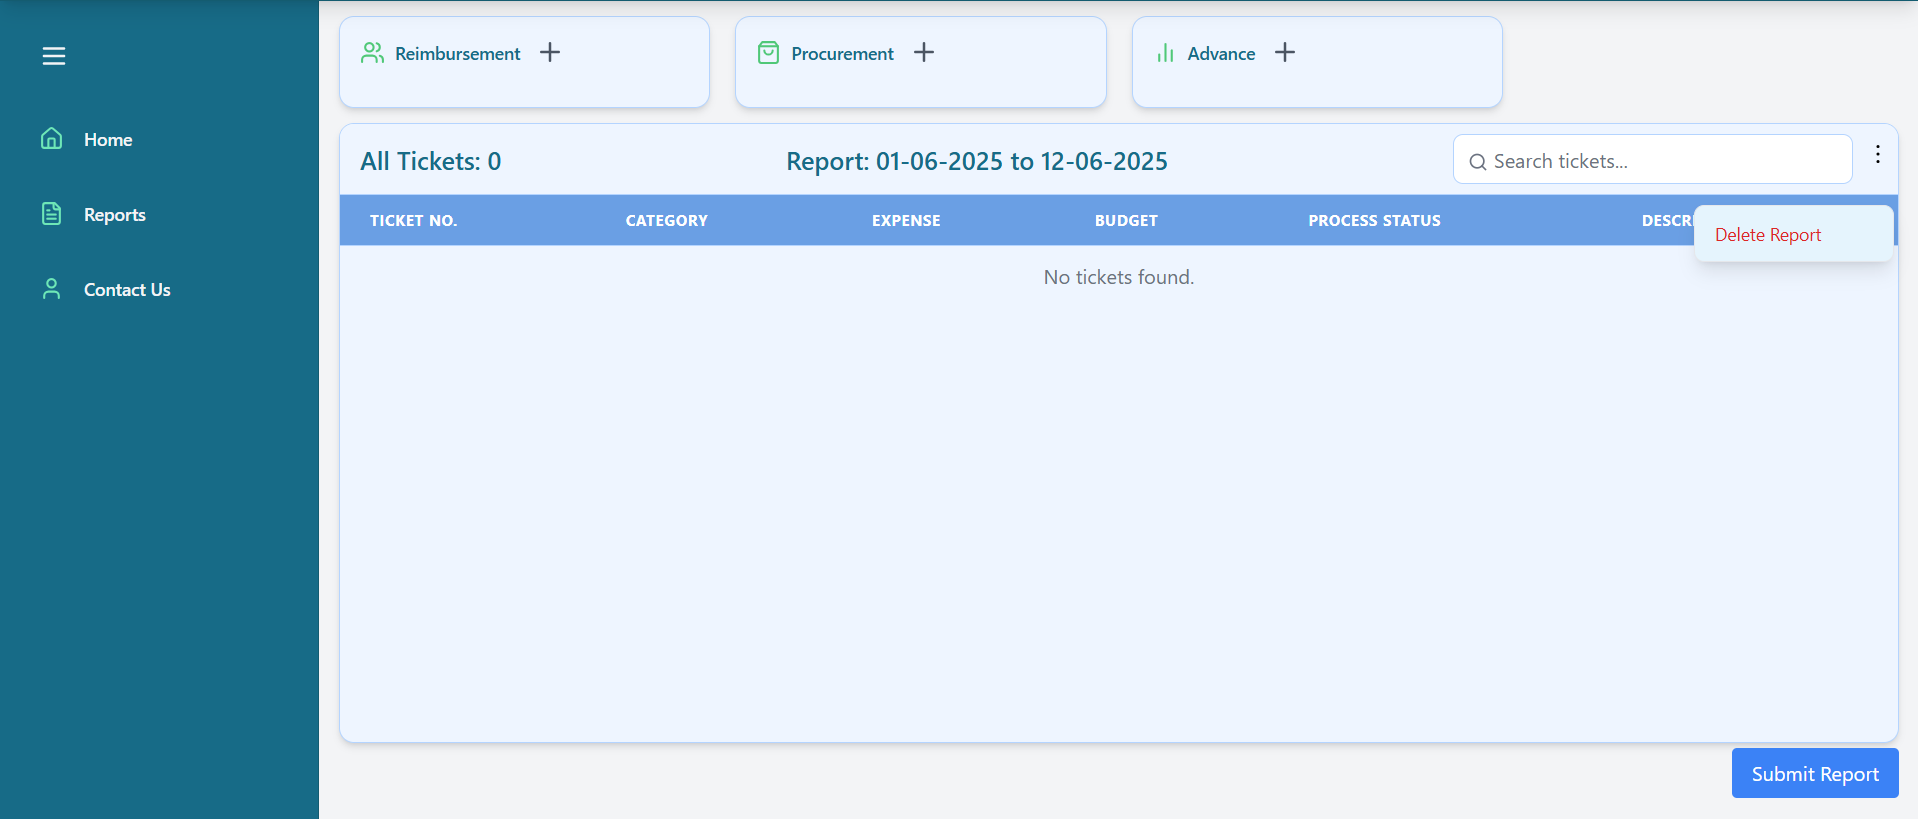 Home
Reports
Contact Us
Reimbursement
Procurement
Advance
All Tickets: 0
Report: 01-06-2025 to 12-06-2025
Search tickets...
TICKET NO. CATEGORY EXPENSE BUDGET PROCESS STATUS
Delete Report
No tickets found.
Submit Report